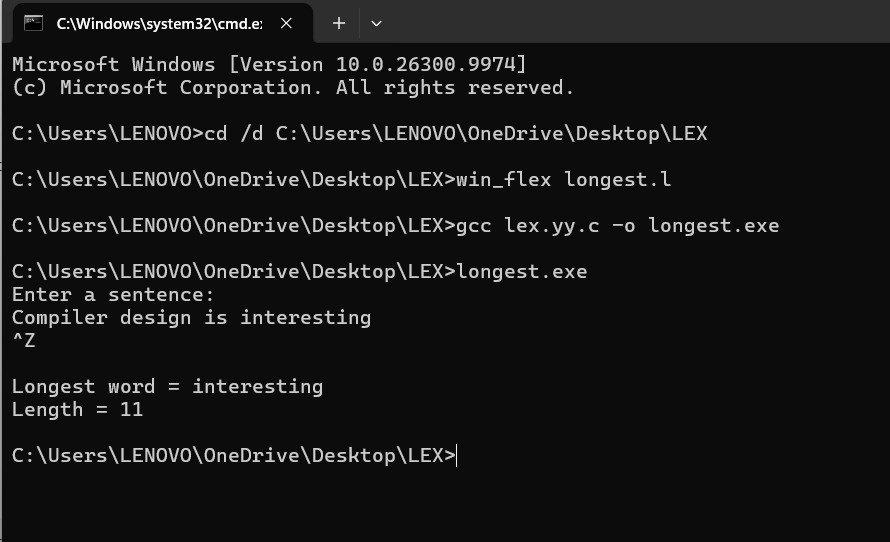 C:\Windows\system32\cmd.e
Microsoft Windows [Version 10.0.26300.9974]
(c) Microsoft Corporation. All rights reserved.
C:\Users\LENOVO>cd /d C:\Users\LENOVO\OneDrive\Desktop\LEX
C:\Users\LENOVO\OneDrive\Desktop\LEX>win_flex longest.l
C:\Users\LENOVO\OneDrive\Desktop\LEX>gcc lex.yy.c -o longest.exe
C:\Users\LENOVO\OneDrive\Desktop\LEX>longest.exe
Enter a sentence:
Compiler design is interesting
^Z
Longest word = interesting
Length = 11
C:\Users\LENOVO\OneDrive\Desktop\LEX>